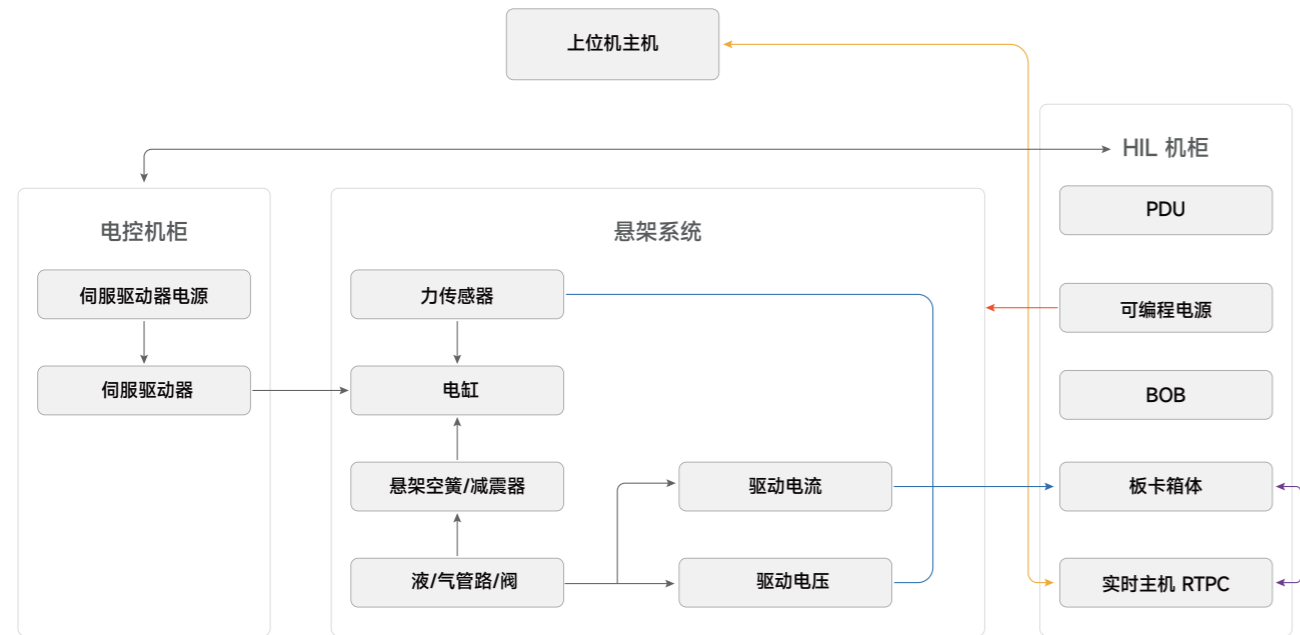 上位机主机
HIL 机柜
PDU
可编程电源
BOB
板卡箱体
实时主机 RTPC
电控机柜
伺服驱动器电源
伺服驱动器
悬架系统
力传感器
电缸
悬架空簧/减震器
液/气管路/阀
驱动电流
驱动电压